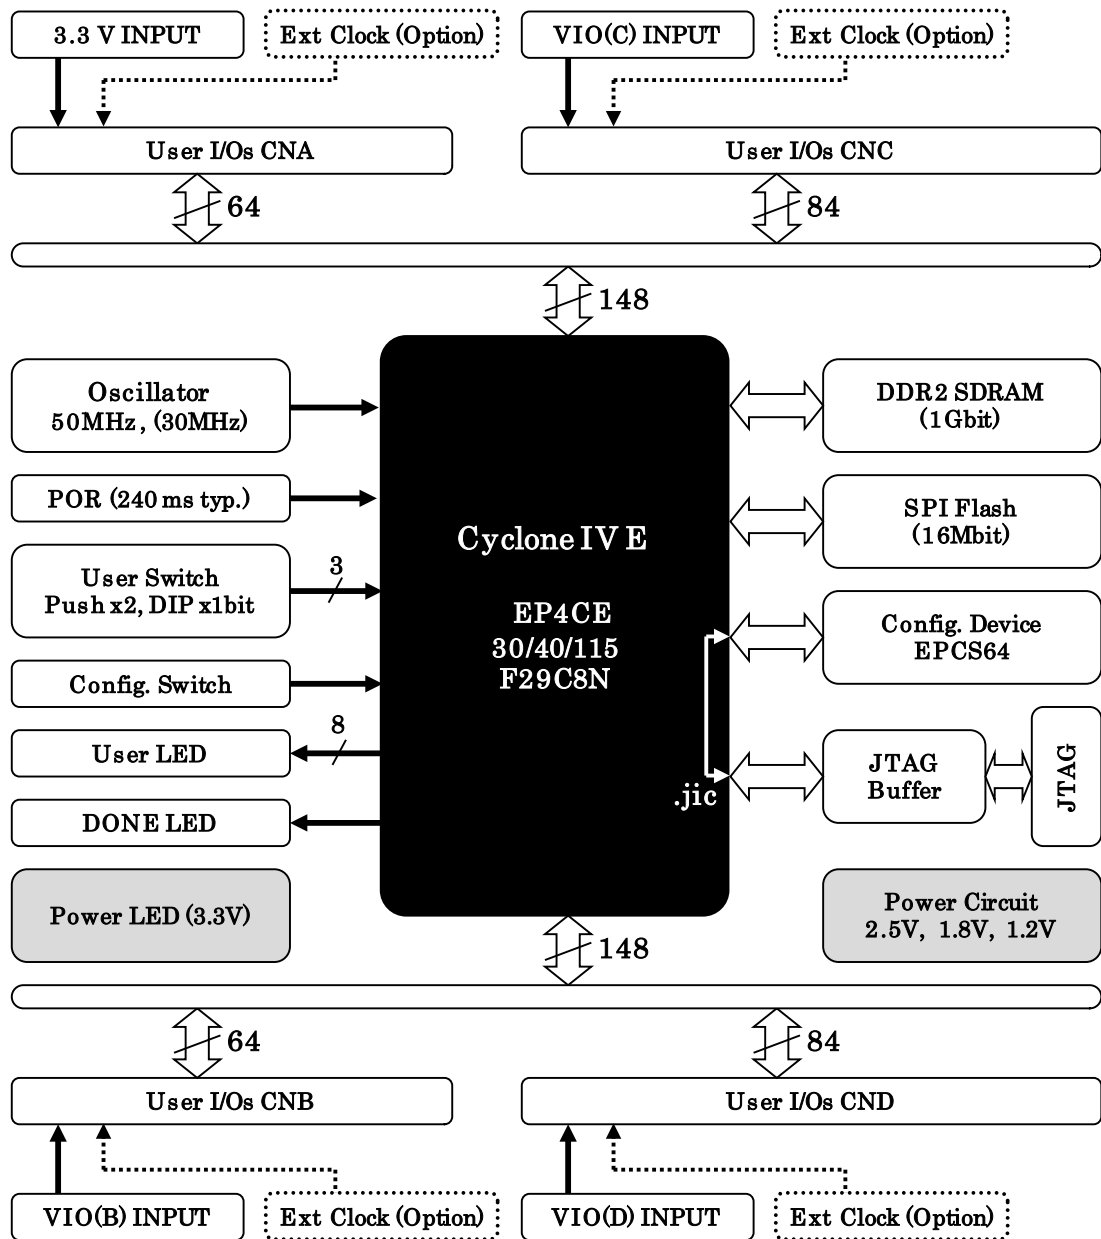 3.3 V INPUT
Ext Clock (Option)
VIO(C) INPUT
Ext Clock (Option)
User I/Os CNA
User I/Os CNC
64
84
148
Oscillator
50MHz, (30MHz)
POR (240 ms typ.)
User Switch
Push x2, DIP x1bit
3
Config. Switch
User LED
8
DONE LED
Power LED (3.3V)
Cyclone IV E
EP4CE
30/40/115
F29C8N
.jic
DDR2 SDRAM
(1Gbit)
SPI Flash
(16Mbit)
Config. Device
EPCS64
JTAG
Buffer
JTAG
Power Circuit
2.5V, 1.8V, 1.2V
148
64
84
User I/Os CNB
User I/Os CND
VIO(B) INPUT
Ext Clock (Option)
VIO(D) INPUT
Ext Clock (Option)